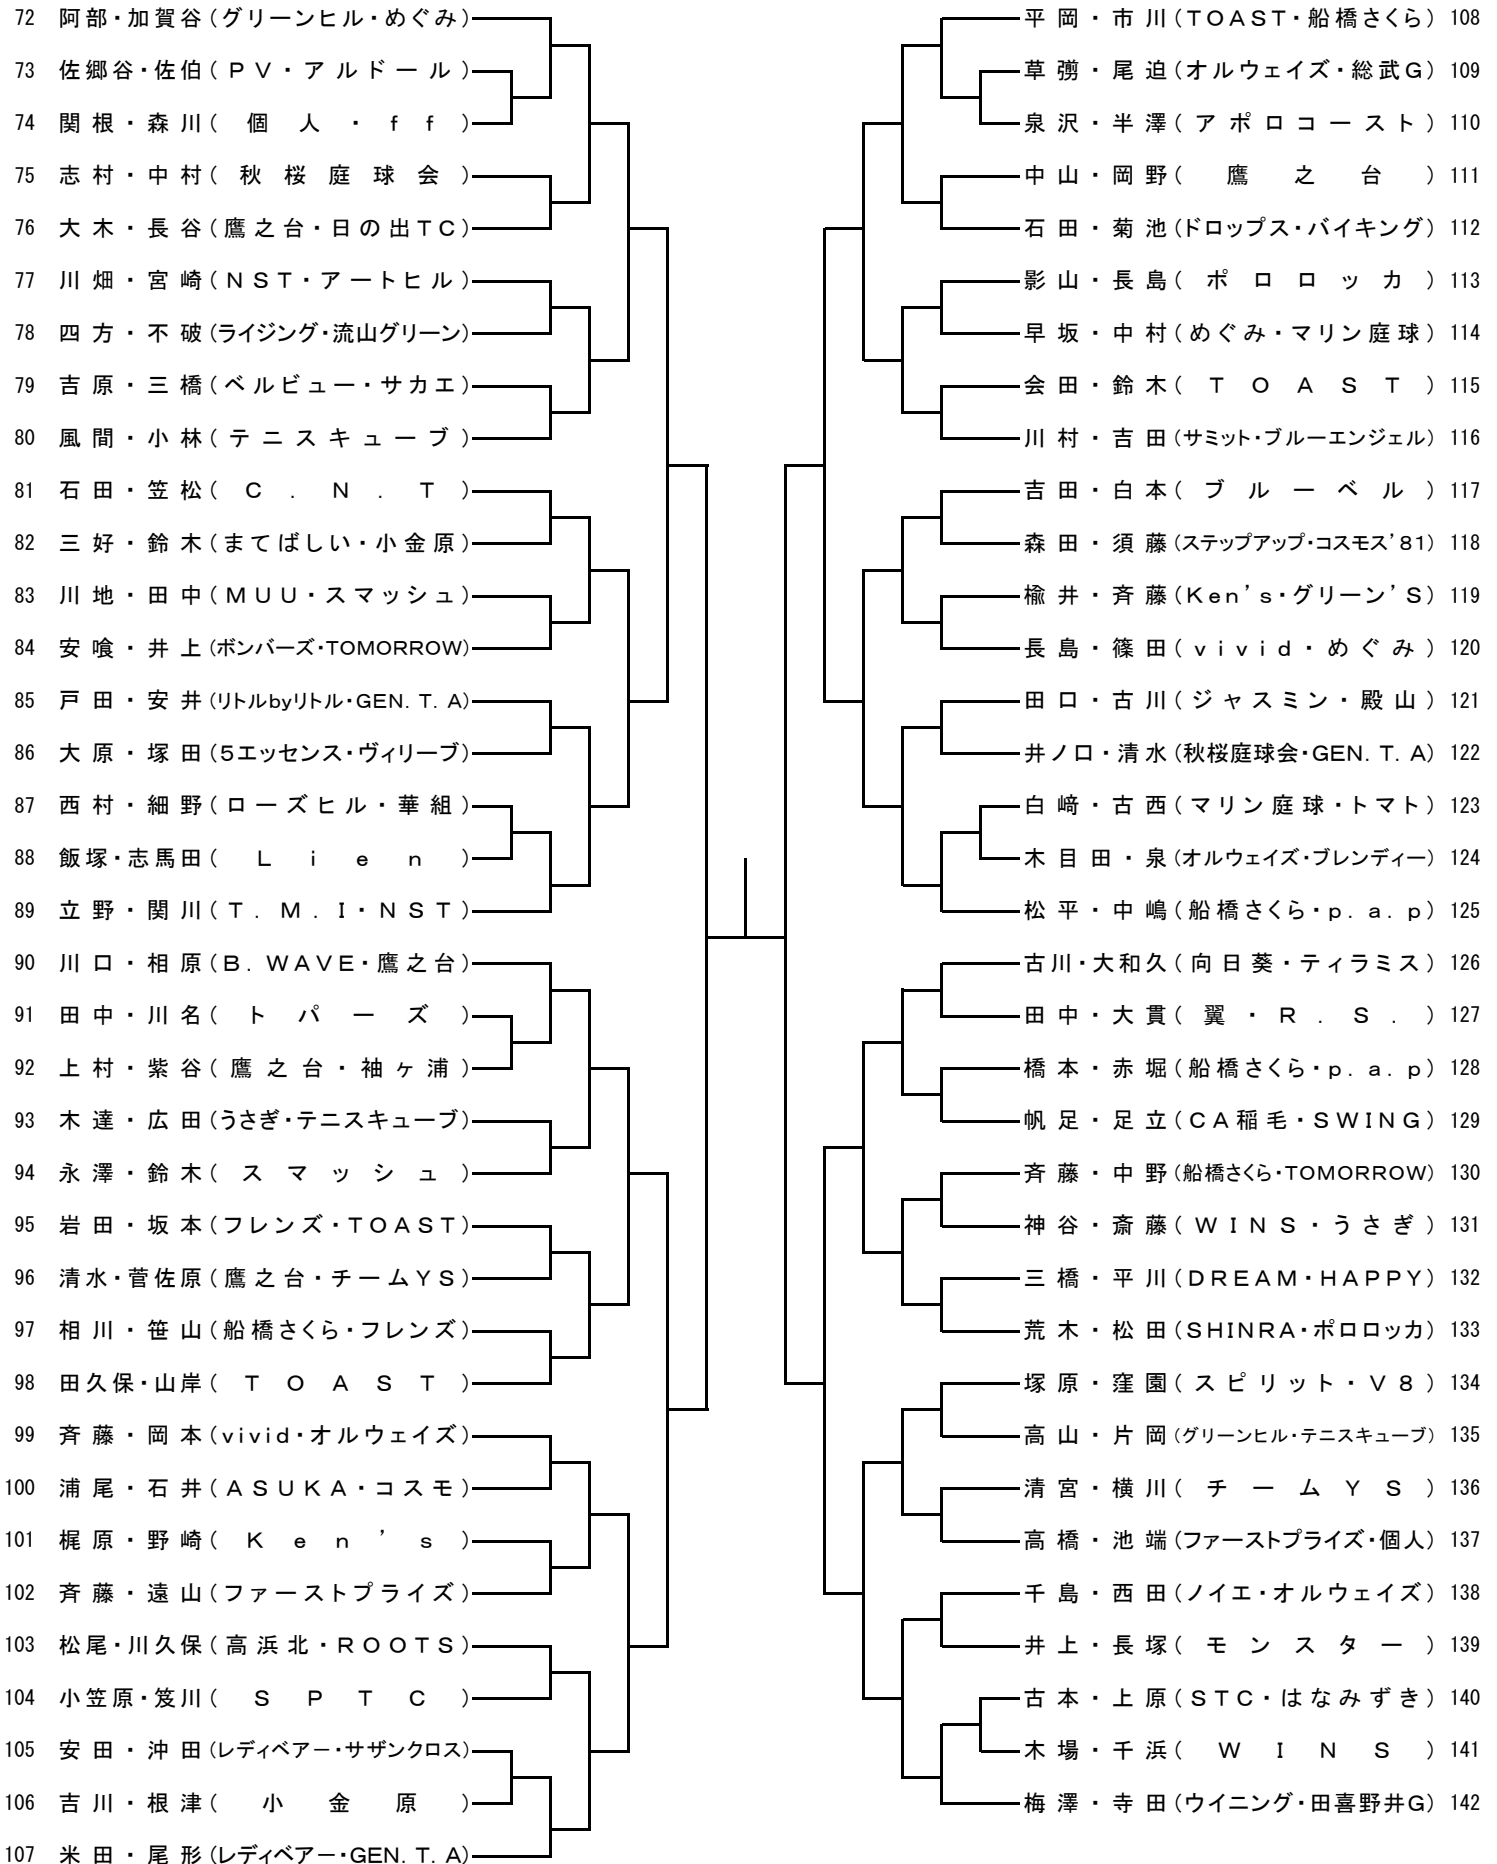 72 阿部・加賀谷(グリーンヒル・めぐみ)
73 佐郷谷・佐伯(PV・アルドール)
74 関根・森川(個人・ff)
75 志村・中村(秋桜庭球会)
76 大木・長谷(鷹之台・日の出TC)
77 川畑・宮崎(NST・アートヒル)
78 四方・不破(ライジング・流山グリーン)
79 吉原・三橋(ベルビュー・サカエ)
80 風間・小林(テニスキューブ)
81 石田・笠松(C.N.T)
82 三好・鈴木(まてばしい・小金原)
83 川地・田中(MUU・スマッシュ)
84 安喰・井上(ボンバーズ・TOMORROW)
85 戸田・安井(リトルbyリトル・GEN.T.A)
86 大原・塚田(5エッセンス・ヴィリーブ)
87 西村・細野(ローズヒル・華組)
88 飯塚・志馬田(Lien)
89 立野・関川(T.M.I・NST)
90 川口・相原(B.WAVE・鷹之台)
91 田中・川名(トパーズ)
92 上村・紫谷(鷹之台・袖ヶ浦)
93 木達・広田(うさぎ・テニスキューブ)
94 永澤・鈴木(スマッシュ)
95 岩田・坂本(フレンズ・TOAST)
96 清水・菅佐原(鷹之台・チームYS)
97 相川・笹山(船橋さくら・フレンズ)
98 田久保・山岸(TOAST)
99 斉藤・岡本(vivid・オルウェイズ)
100 浦尾・石井(ASUKA・コスモ)
101 梶原・野崎(Ken's)
102 斉藤・遠山(ファーストプライズ)
103 松尾・川久保(高浜北・ROOTS)
104 小笠原・笈川(SPTC)
105 安田・沖田(レディベアー・サザンクロス)
106 吉川・根津(小金原)
107 米田・尾形(レディベアー・GEN.T.A)
平岡・市川(TOAST・船橋さくら) 108
草彅・尾迫(オルウェイズ・総武G) 109
泉沢・半澤(アポロコースト) 110
中山・岡野(鷹之台) 111
石田・菊池(ドロップス・バイキング) 112
影山・長島(ポロロッカ) 113
早坂・中村(めぐみ・マリン庭球) 114
会田・鈴木(TOAST) 115
川村・吉田(サミット・ブルーエンジェル) 116
吉田・白本(ブルーベル) 117
森田・須藤(ステップアップ・コスモス'81) 118
楡井・斉藤(Ken's・グリーン'S) 119
長島・篠田(vivid・めぐみ) 120
田口・古川(ジャスミン・殿山) 121
井ノ口・清水(秋桜庭球会・GEN.T.A) 122
白﨑・古西(マリン庭球・トマト) 123
木目田・泉(オルウェイズ・ブレンディー) 124
松平・中嶋(船橋さくら・p.a.p) 125
古川・大和久(向日葵・ティラミス) 126
田中・大貫(翼・R.S.) 127
橋本・赤堀(船橋さくら・p.a.p) 128
帆足・足立(CA稲毛・SWING) 129
斉藤・中野(船橋さくら・TOMORROW) 130
神谷・斎藤(WINS・うさぎ) 131
三橋・平川(DREAM・HAPPY) 132
荒木・松田(SHINRA・ポロロッカ) 133
塚原・窪園(スピリット・V8) 134
高山・片岡(グリーンヒル・テニスキューブ) 135
清宮・横川(チームYS) 136
高橋・池端(ファーストプライズ・個人) 137
千島・西田(ノイエ・オルウェイズ) 138
井上・長塚(モンスター) 139
古本・上原(STC・はなみずき) 140
木場・千浜(WINS) 141
梅澤・寺田(ウイニング・田喜野井G) 142